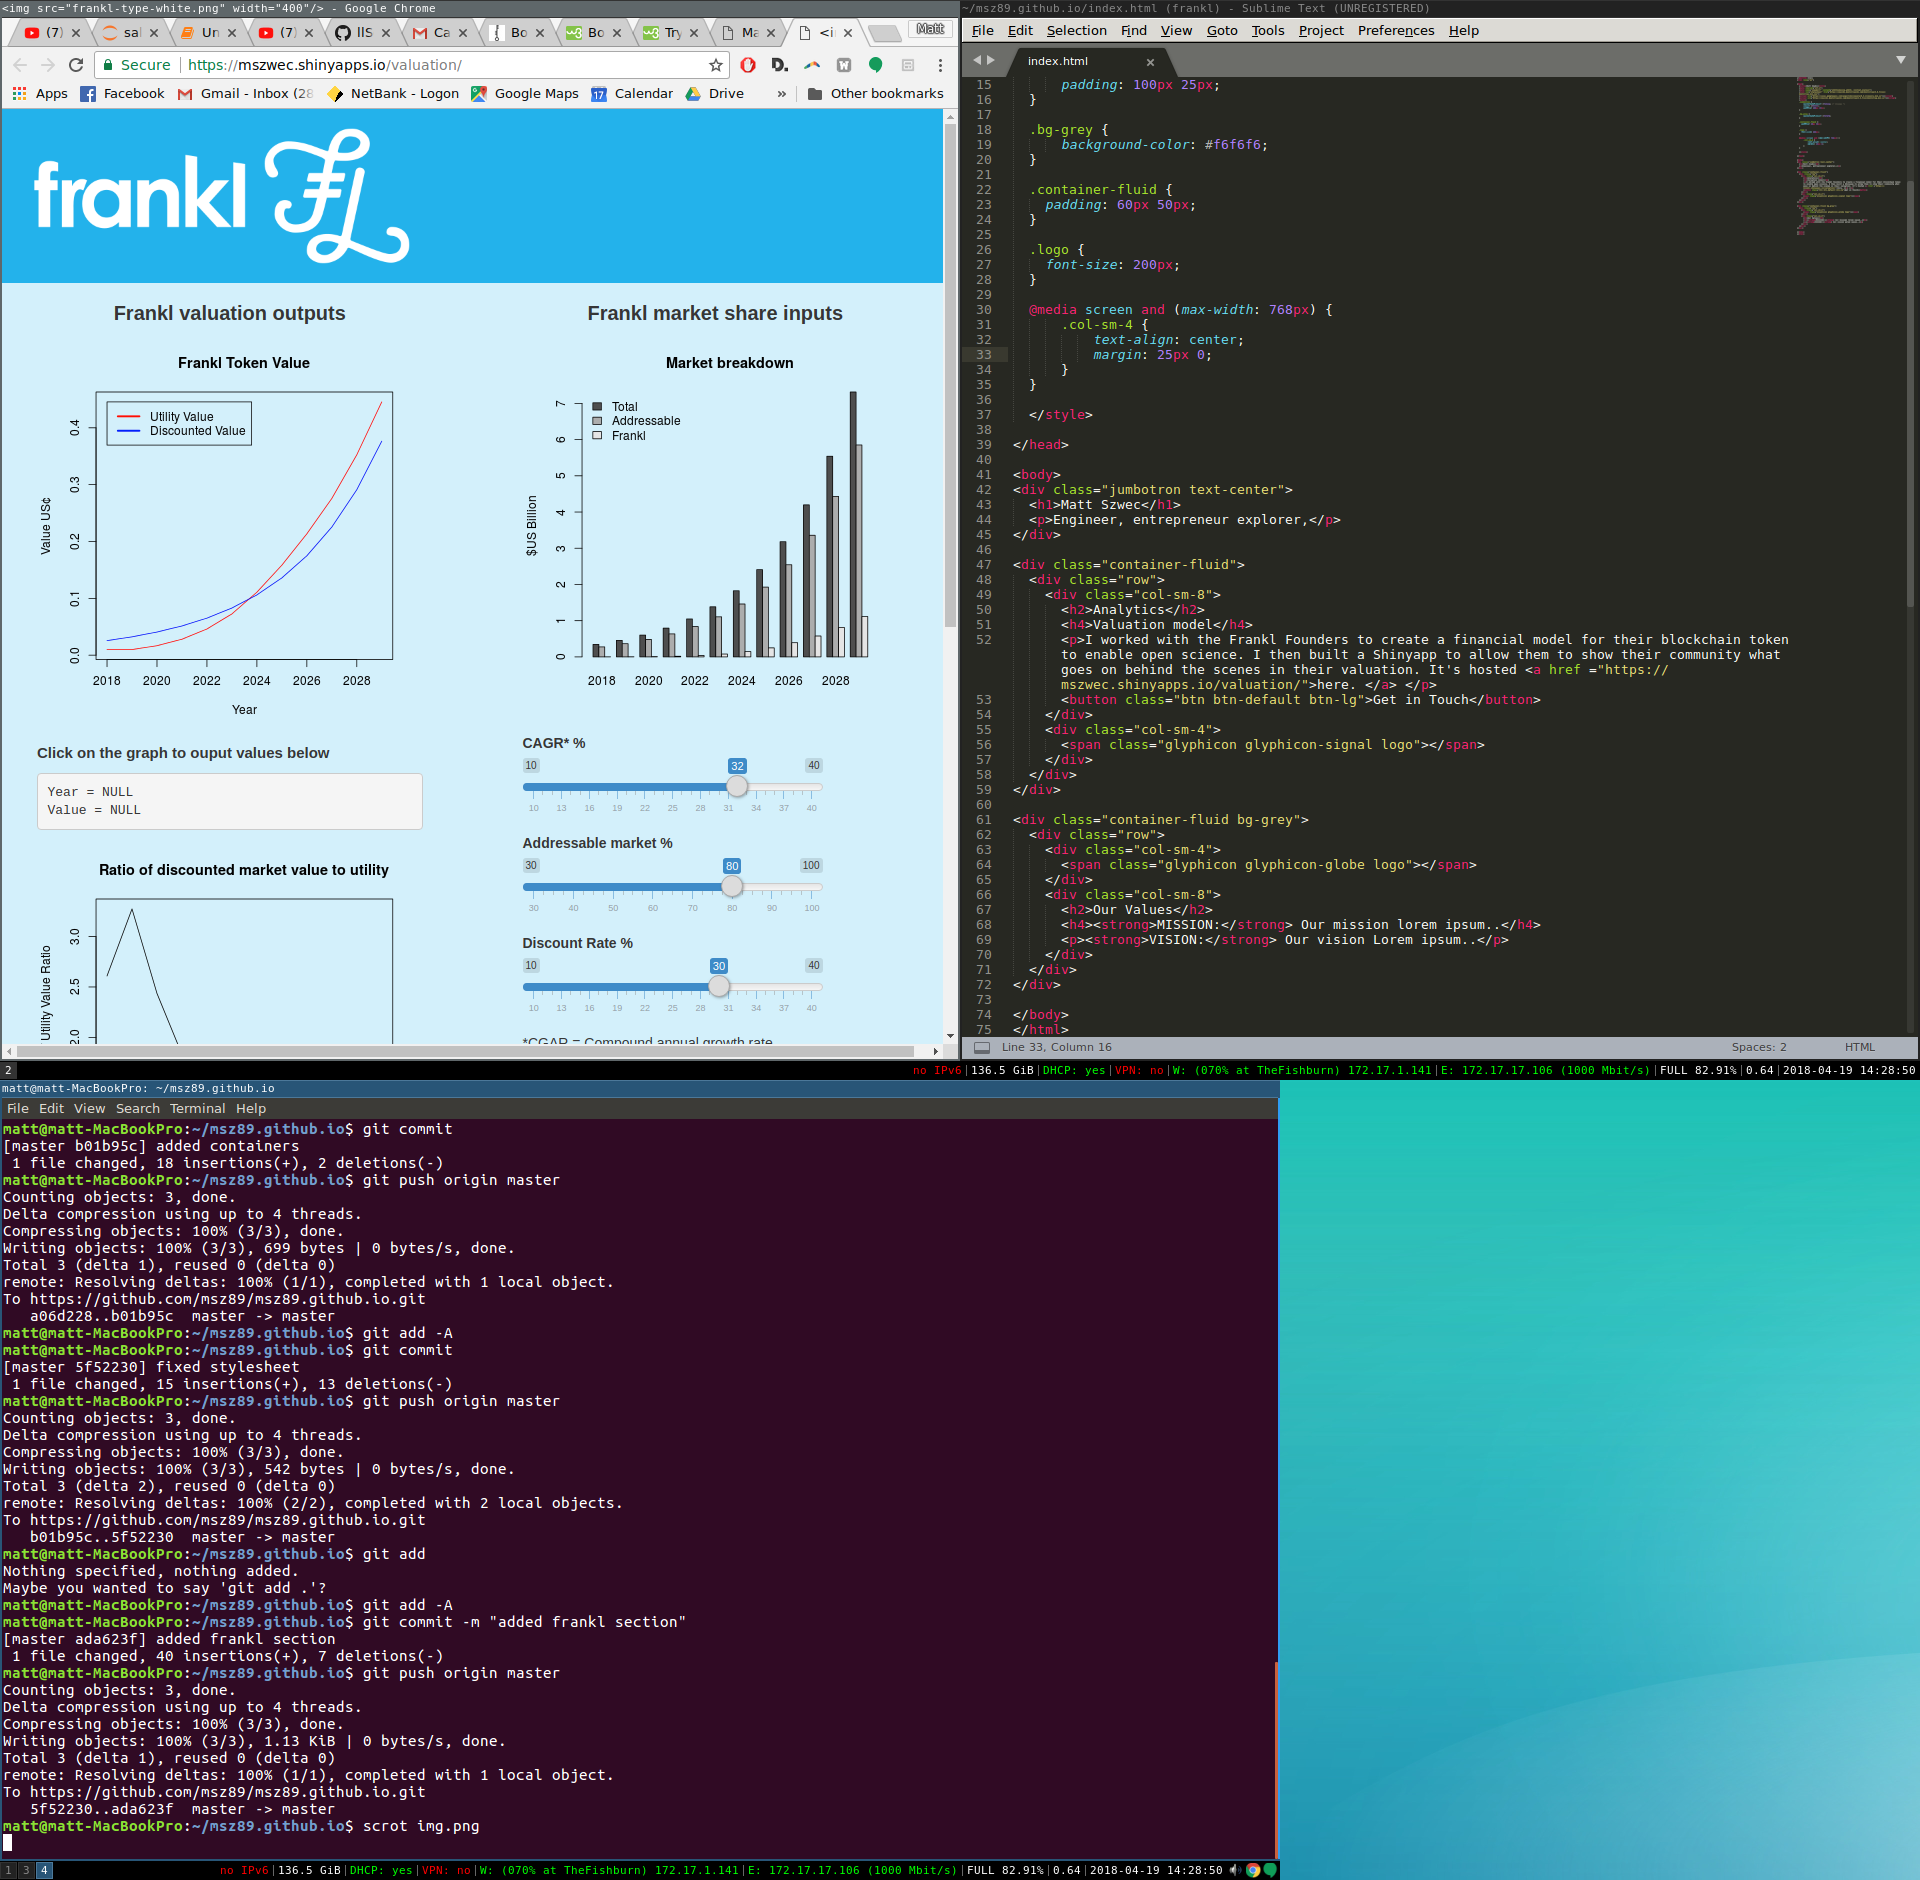 <img src="frankl-type-white.png" width="400"/> - Google Chrome
(7) sal Un (7) llS Ca Bo Bo Try Ma <i Matt
Secure https://mszwec.shinyapps.io/valuation/
Apps Facebook Gmail - Inbox (28 NetBank - Logon Google Maps Calendar Drive » Other bookmarks
frankl
Frankl valuation outputs
Frankl Token Value
Utility Value
Discounted Value
Value US¢
0.0 0.1 0.2 0.3 0.4
2018 2020 2022 2024 2026 2028
Year
Click on the graph to ouput values below
Year = NULL
Value = NULL
Ratio of discounted market value to utility
Utility Value Ratio
2.0 2.5 3.0
Frankl market share inputs
Market breakdown
Total
Addressable
Frankl
$US Billion
0 1 2 3 4 5 6 7
2018 2020 2022 2024 2026 2028
CAGR* %
10 32 40
10 13 16 19 22 25 28 31 34 37 40
Addressable market %
30 80 100
30 40 50 60 70 80 90 100
Discount Rate %
10 30 40
10 13 16 19 22 25 28 31 34 37 40
*CGAR = Compound annual growth rate
~/msz89.github.io/index.html (frankl) - Sublime Text (UNREGISTERED)
File Edit Selection Find View Goto Tools Project Preferences Help
index.html
15 padding: 100px 25px;
16 }
17
18 .bg-grey {
19 background-color: #f6f6f6;
20 }
21
22 .container-fluid {
23 padding: 60px 50px;
24 }
25
26 .logo {
27 font-size: 200px;
28 }
29
30 @media screen and (max-width: 768px) {
31 .col-sm-4 {
32 text-align: center;
33 margin: 25px 0;
34 }
35 }
36
37 </style>
38
39 </head>
40
41 <body>
42 <div class="jumbotron text-center">
43 <h1>Matt Szwec</h1>
44 <p>Engineer, entrepreneur explorer,</p>
45 </div>
46
47 <div class="container-fluid">
48 <div class="row">
49 <div class="col-sm-8">
50 <h2>Analytics</h2>
51 <h4>Valuation model</h4>
52 <p>I worked with the Frankl Founders to create a financial model for their blockchain token
to enable open science. I then built a Shinyapp to allow them to show their community what
goes on behind the scenes in their valuation. It's hosted <a href ="https://
mszwec.shinyapps.io/valuation/">here. </a> </p>
53 <button class="btn btn-default btn-lg">Get in Touch</button>
54 </div>
55 <div class="col-sm-4">
56 <span class="glyphicon glyphicon-signal logo"></span>
57 </div>
58 </div>
59 </div>
60
61 <div class="container-fluid bg-grey">
62 <div class="row">
63 <div class="col-sm-4">
64 <span class="glyphicon glyphicon-globe logo"></span>
65 </div>
66 <div class="col-sm-8">
67 <h2>Our Values</h2>
68 <h4><strong>MISSION:</strong> Our mission lorem ipsum..</h4>
69 <p><strong>VISION:</strong> Our vision Lorem ipsum..</p>
70 </div>
71 </div>
72 </div>
73
74 </body>
75 </html>
Line 33, Column 16 Spaces: 2 HTML
2 no IPv6|136.5 GiB|DHCP: yes|VPN: no|W: (070% at TheFishburn) 172.17.1.141|E: 172.17.17.106 (1000 Mbit/s)|FULL 82.91%|0.64|2018-04-19 14:28:50
matt@matt-MacBookPro: ~/msz89.github.io
File Edit View Search Terminal Help
matt@matt-MacBookPro:~/msz89.github.io$ git commit
[master b01b95c] added containers
1 file changed, 18 insertions(+), 2 deletions(-)
matt@matt-MacBookPro:~/msz89.github.io$ git push origin master
Counting objects: 3, done.
Delta compression using up to 4 threads.
Compressing objects: 100% (3/3), done.
Writing objects: 100% (3/3), 699 bytes | 0 bytes/s, done.
Total 3 (delta 1), reused 0 (delta 0)
remote: Resolving deltas: 100% (1/1), completed with 1 local object.
To https://github.com/msz89/msz89.github.io.git
a06d228..b01b95c master -> master
matt@matt-MacBookPro:~/msz89.github.io$ git add -A
matt@matt-MacBookPro:~/msz89.github.io$ git commit
[master 5f52230] fixed stylesheet
1 file changed, 15 insertions(+), 13 deletions(-)
matt@matt-MacBookPro:~/msz89.github.io$ git push origin master
Counting objects: 3, done.
Delta compression using up to 4 threads.
Compressing objects: 100% (3/3), done.
Writing objects: 100% (3/3), 542 bytes | 0 bytes/s, done.
Total 3 (delta 2), reused 0 (delta 0)
remote: Resolving deltas: 100% (2/2), completed with 2 local objects.
To https://github.com/msz89/msz89.github.io.git
b01b95c..5f52230 master -> master
matt@matt-MacBookPro:~/msz89.github.io$ git add
Nothing specified, nothing added.
Maybe you wanted to say 'git add .'?
matt@matt-MacBookPro:~/msz89.github.io$ git add -A
matt@matt-MacBookPro:~/msz89.github.io$ git commit -m "added frankl section"
[master ada623f] added frankl section
1 file changed, 40 insertions(+), 7 deletions(-)
matt@matt-MacBookPro:~/msz89.github.io$ git push origin master
Counting objects: 3, done.
Delta compression using up to 4 threads.
Compressing objects: 100% (3/3), done.
Writing objects: 100% (3/3), 1.13 KiB | 0 bytes/s, done.
Total 3 (delta 1), reused 0 (delta 0)
remote: Resolving deltas: 100% (1/1), completed with 1 local object.
To https://github.com/msz89/msz89.github.io.git
5f52230..ada623f master -> master
matt@matt-MacBookPro:~/msz89.github.io$ scrot img.png
1 3 4 no IPv6|136.5 GiB|DHCP: yes|VPN: no|W: (070% at TheFishburn) 172.17.1.141|E: 172.17.17.106 (1000 Mbit/s)|FULL 82.91%|0.64|2018-04-19 14:28:50